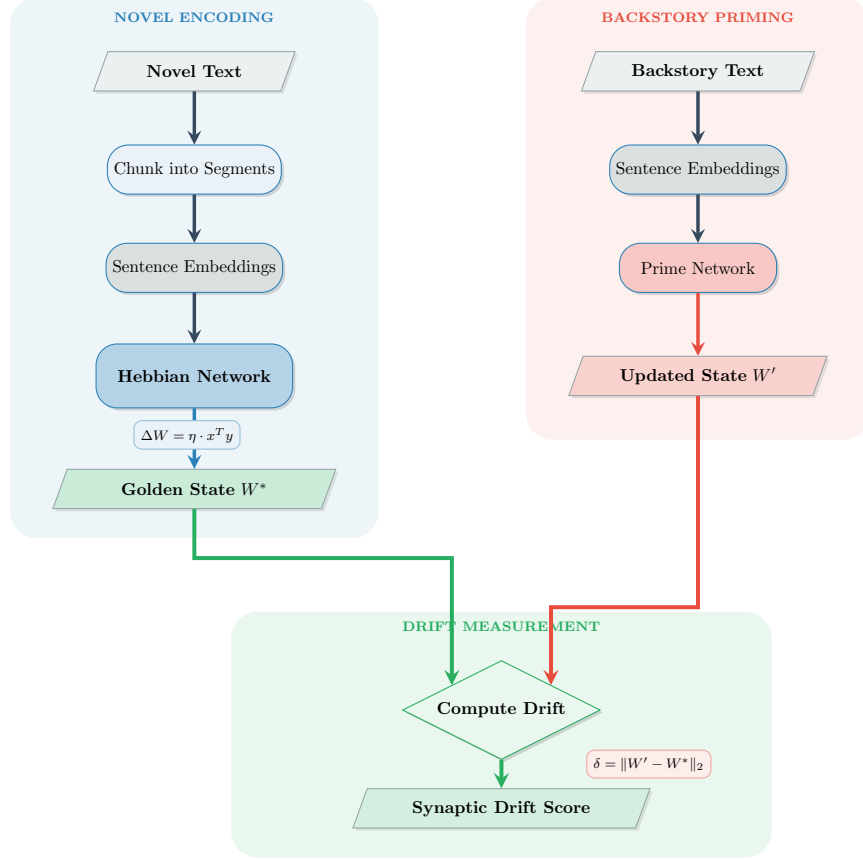 NOVEL ENCODING
Novel Text
Chunk into Segments
Sentence Embeddings
Hebbian Network
ΔW = η · xᵀy
Golden State W*
BACKSTORY PRIMING
Backstory Text
Sentence Embeddings
Prime Network
Updated State W′
DRIFT MEASUREMENT
Compute Drift
δ = ‖W′ − W*‖₂
Synaptic Drift Score